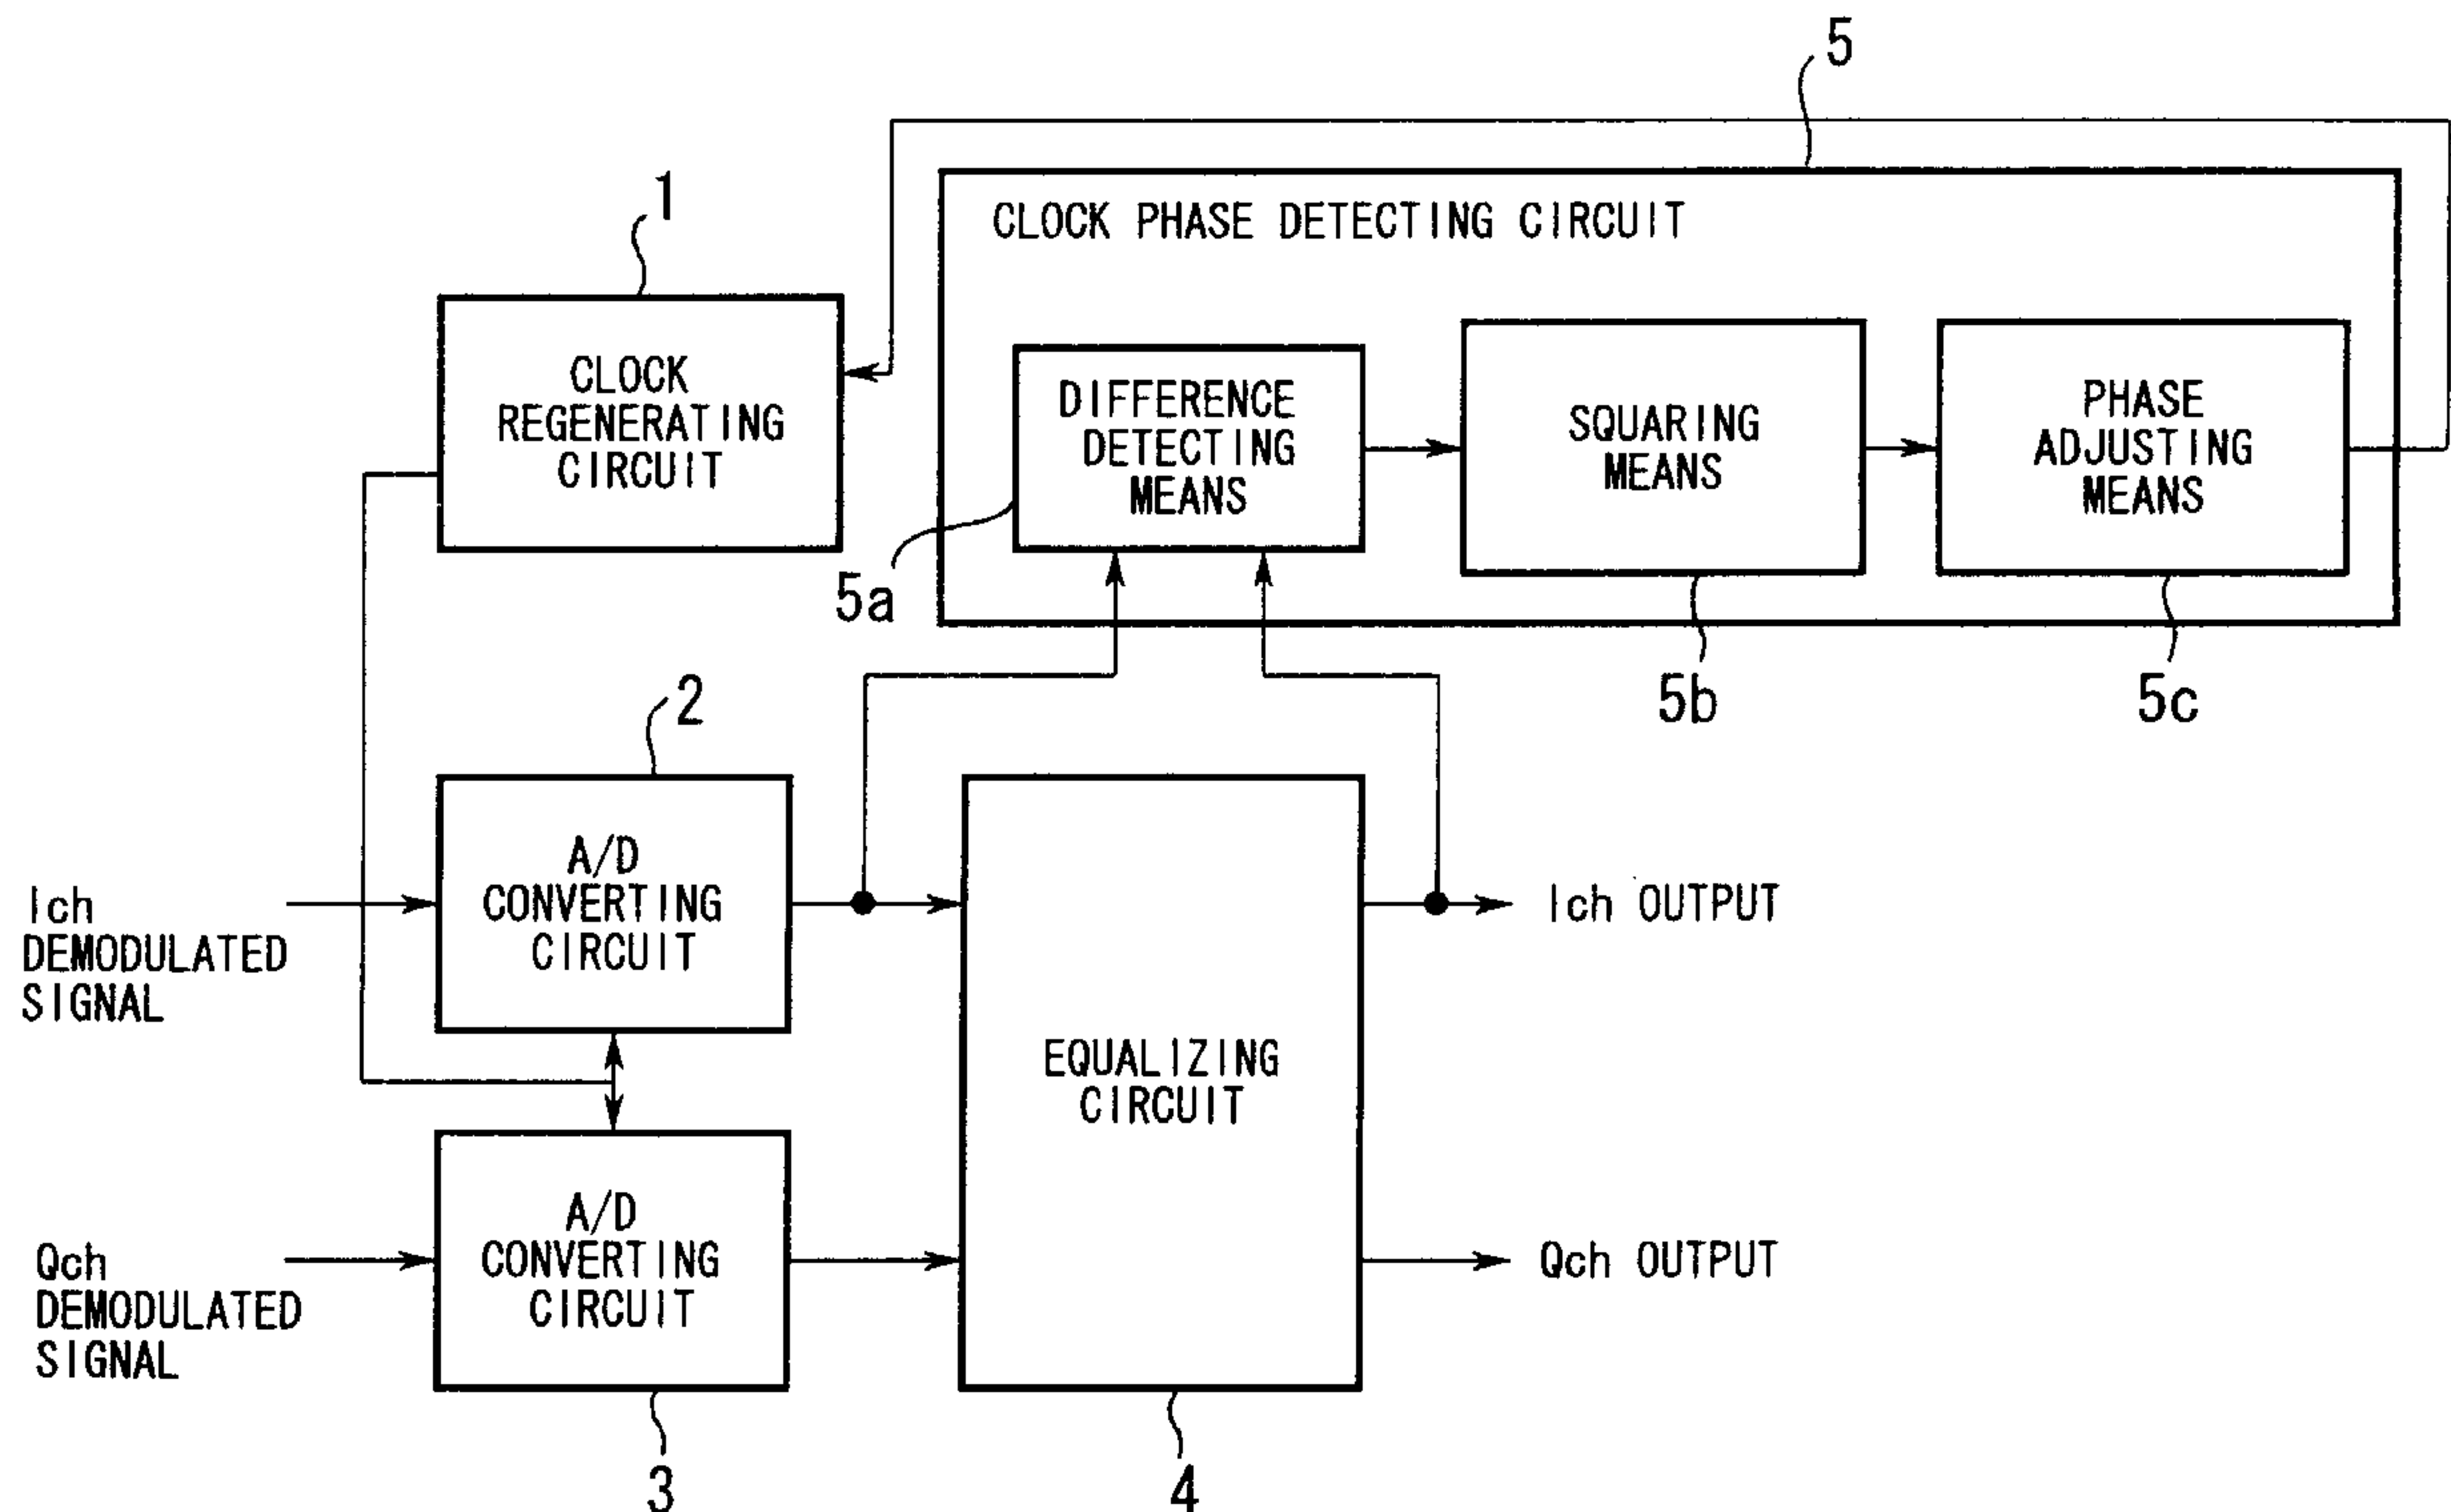 5
1
CLOCK PHASE DETECTING CIRCUIT
CLOCK
REGENERATING
CIRCUIT
DIFFERENCE
DETECTING
MEANS
SQUARING
MEANS
PHASE
ADJUSTING
MEANS
5a
5b
5c
2
A/D
CONVERTING
CIRCUIT
Ich
DEMODULATED
SIGNAL
Ich OUTPUT
EQUALIZING
CIRCUIT
A/D
CONVERTING
CIRCUIT
Qch
DEMODULATED
SIGNAL
Qch OUTPUT
3
4